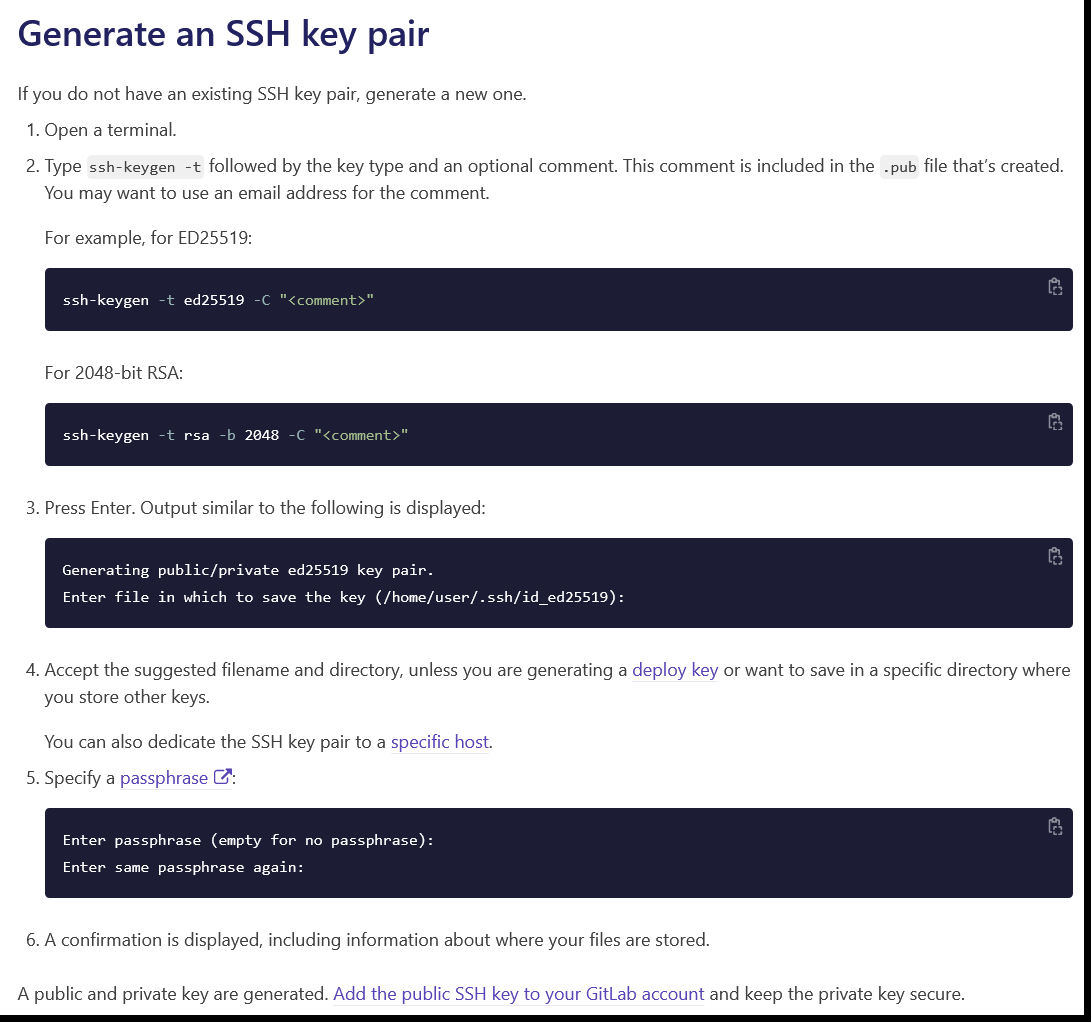 Generate an SSH key pair
If you do not have an existing SSH key pair, generate a new one.
1. Open a terminal.
2. Type ssh-keygen -t followed by the key type and an optional comment. This comment is included in the .pub file that’s created.
You may want to use an email address for the comment.
For example, for ED25519:
ssh-keygen -t ed25519 -C "<comment>"
For 2048-bit RSA:
ssh-keygen -t rsa -b 2048 -C "<comment>"
3. Press Enter. Output similar to the following is displayed:
Generating public/private ed25519 key pair.
Enter file in which to save the key (/home/user/.ssh/id_ed25519):
4. Accept the suggested filename and directory, unless you are generating a deploy key or want to save in a specific directory where
you store other keys.
You can also dedicate the SSH key pair to a specific host.
5. Specify a passphrase:
Enter passphrase (empty for no passphrase):
Enter same passphrase again:
6. A confirmation is displayed, including information about where your files are stored.
A public and private key are generated. Add the public SSH key to your GitLab account and keep the private key secure.